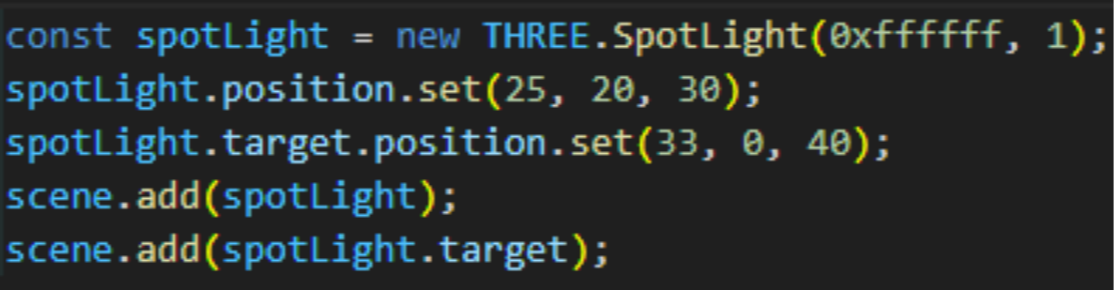 const spotLight = new THREE.SpotLight(0xffffff, 1);
spotLight.position.set(25, 20, 30);
spotLight.target.position.set(33, 0, 40);
scene.add(spotLight);
scene.add(spotLight.target);